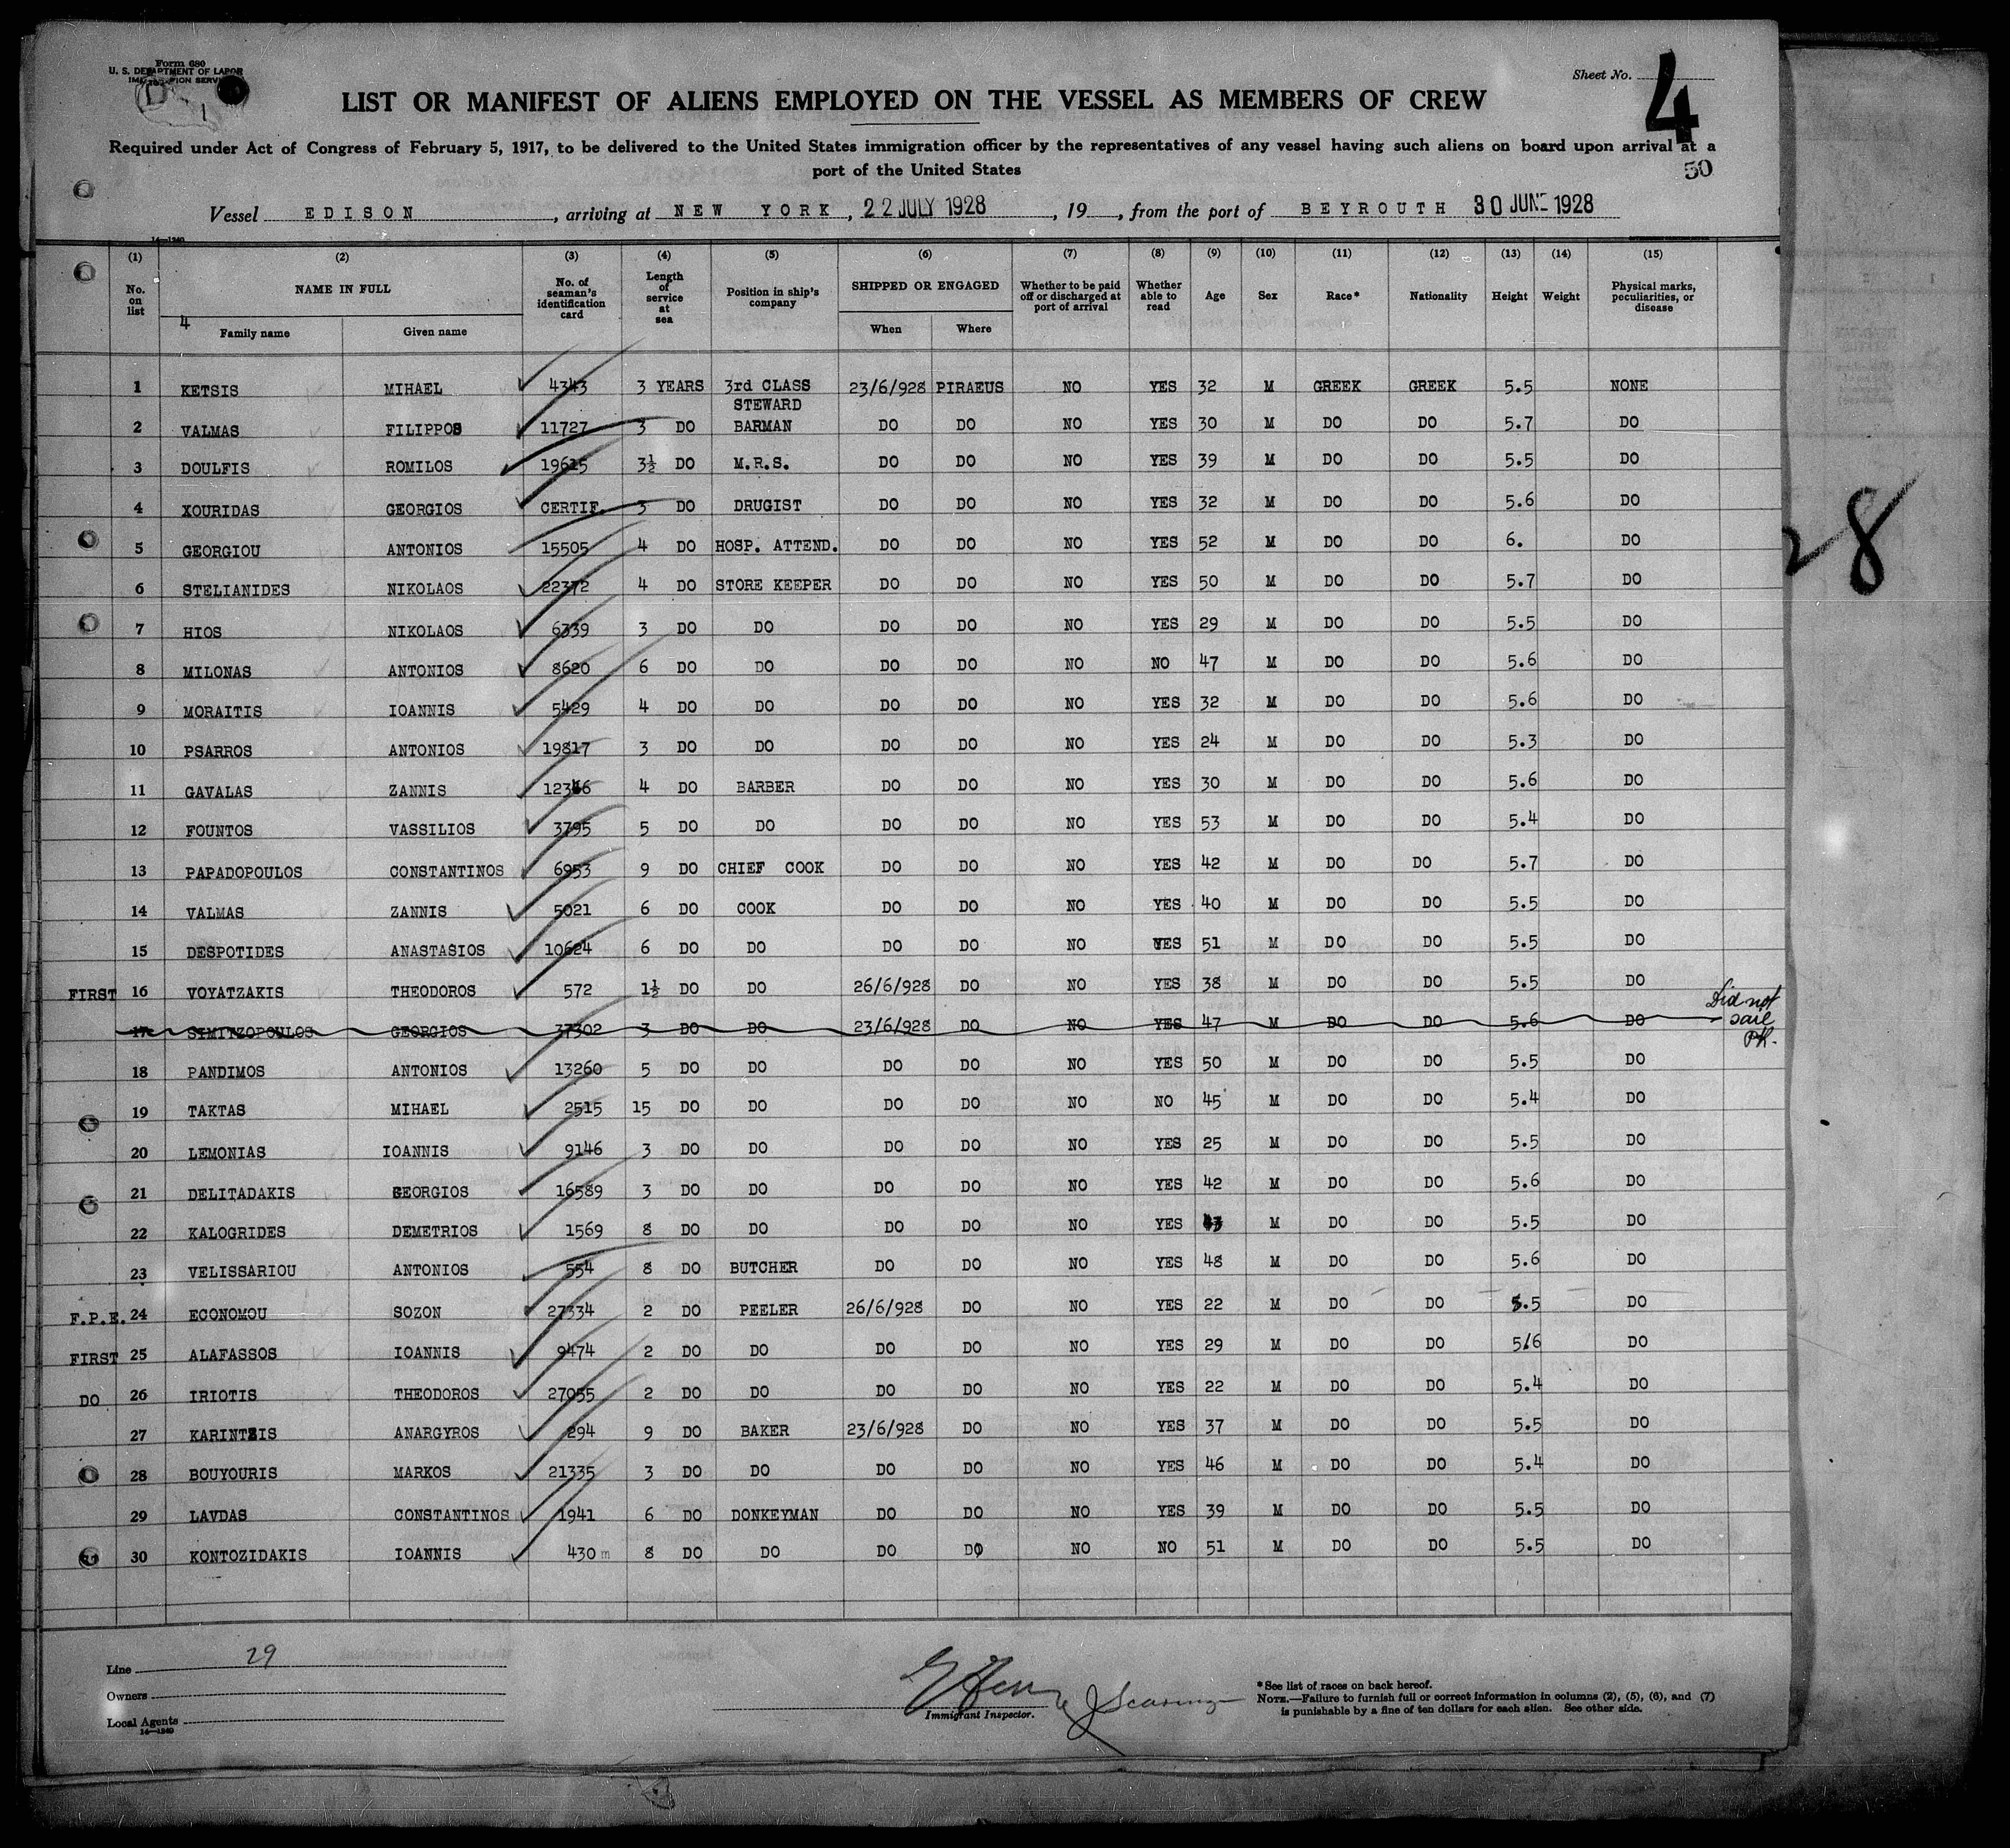 Form 680
U. S. DEPARTMENT OF LABOR
IMMIGRATION SERVICE
Sheet No. 4
LIST OR MANIFEST OF ALIENS EMPLOYED ON THE VESSEL AS MEMBERS OF CREW
Required under Act of Congress of February 5, 1917, to be delivered to the United States immigration officer by the representatives of any vessel having such aliens on board upon arrival at a
port of the United States
50
Vessel EDISON, arriving at NEW YORK, 22 JULY 1928, 19, from the port of BEYROUTH 30 JUNE 1928
14-1240
(1) (2) (3) (4) (5) (6) (7) (8) (9) (10) (11) (12) (13) (14) (15)
No. on list NAME IN FULL No. of seaman's identification card Length of service at sea Position in ship's company SHIPPED OR ENGAGED Whether to be paid off or discharged at port of arrival Whether able to read Age Sex Race* Nationality Height Weight Physical marks, peculiarities, or disease
4 Family name Given name When Where
1 KETSIS MIHAEL 4343 3 YEARS 3rd CLASS STEWARD 23/6/928 PIRAEUS NO YES 32 M GREEK GREEK 5.5 NONE
2 VALMAS FILIPPOS 11727 3 DO BARMAN DO DO NO YES 30 M DO DO 5.7 DO
3 DOULFIS ROMILOS 19615 3½ DO M.R.S. DO DO NO YES 39 M DO DO 5.5 DO
4 XOURIDAS GEORGIOS CERTIF. 3 DO DRUGIST DO DO NO YES 32 M DO DO 5.6 DO
5 GEORGIOU ANTONIOS 15505 4 DO HOSP. ATTEND. DO DO NO YES 52 M DO DO 6. DO
6 STELIANIDES NIKOLAOS 22372 4 DO STORE KEEPER DO DO NO YES 50 M DO DO 5.7 DO
7 HIOS NIKOLAOS 6339 3 DO DO DO DO NO YES 29 M DO DO 5.5 DO
8 MILONAS ANTONIOS 8620 6 DO DO DO DO NO NO 47 M DO DO 5.6 DO
9 MORAITIS IOANNIS 5429 4 DO DO DO DO NO YES 32 M DO DO 5.6 DO
10 PSARROS ANTONIOS 19817 3 DO DO DO DO NO YES 24 M DO DO 5.3 DO
11 GAVALAS ZANNIS 4 DO BARBER DO DO NO YES 30 M DO DO 5.6 DO
12 FOUNTOS VASSILIOS 3795 5 DO DO DO DO NO YES 53 M DO DO 5.4 DO
13 PAPADOPOULOS CONSTANTINOS 6953 9 DO CHIEF COOK DO DO NO YES 42 M DO DO 5.7 DO
14 VALMAS ZANNIS 5021 6 DO COOK DO DO NO YES 40 M DO DO 5.5 DO
15 DESPOTIDES ANASTASIOS 10624 6 DO DO DO DO NO YES 51 M DO DO 5.5 DO
FIRST 16 VOYATZAKIS THEODOROS 572 1½ DO DO 26/6/928 DO NO YES 38 M DO DO 5.5 DO
17 SIMITZOPOULOS GEORGIOS 37302 3 DO DO 23/6/928 DO NO YES 47 M DO DO 5.6 DO Did not sail PK.
18 PANDIMOS ANTONIOS 13260 5 DO DO DO DO NO YES 50 M DO DO 5.5 DO
19 TAKTAS MIHAEL 2515 15 DO DO DO DO NO NO 45 M DO DO 5.4 DO
20 LEMONIAS IOANNIS 9146 3 DO DO DO DO NO YES 25 M DO DO 5.5 DO
21 DELITADAKIS GEORGIOS 16589 3 DO DO DO DO NO YES 42 M DO DO 5.6 DO
22 KALOGRIDES DEMETRIOS 1569 8 DO DO DO DO NO YES M DO DO 5.5 DO
23 VELISSARIOU ANTONIOS 554 8 DO BUTCHER DO DO NO YES 48 M DO DO 5.6 DO
F.P.E. 24 ECONOMOU SOZON 27334 2 DO PEELER 26/6/928 DO NO YES 22 M DO DO 5.5 DO
FIRST 25 ALAFASSOS IOANNIS 9474 2 DO DO DO DO NO YES 29 M DO DO 5/6 DO
DO 26 IRIOTIS THEODOROS 27055 2 DO DO DO DO NO YES 22 M DO DO 5.4 DO
27 KARINTZIS ANARGYROS 294 9 DO BAKER 23/6/928 DO NO YES 37 M DO DO 5.5 DO
28 BOUYOURIS MARKOS 21335 3 DO DO DO DO NO YES 46 M DO DO 5.4 DO
29 LAVDAS CONSTANTINOS 1941 6 DO DONKEYMAN DO DO NO YES 39 M DO DO 5.5 DO
30 KONTOZIDAKIS IOANNIS 430 m 8 DO DO DO DO NO NO 51 M DO DO 5.5 DO
28
Line 29
Owners
Local Agents
14-1240
Immigrant Inspector.
*See list of races on back hereof.
NOTE.—Failure to furnish full or correct information in columns (2), (5), (6), and (7)
is punishable by a fine of ten dollars for each alien. See other side.